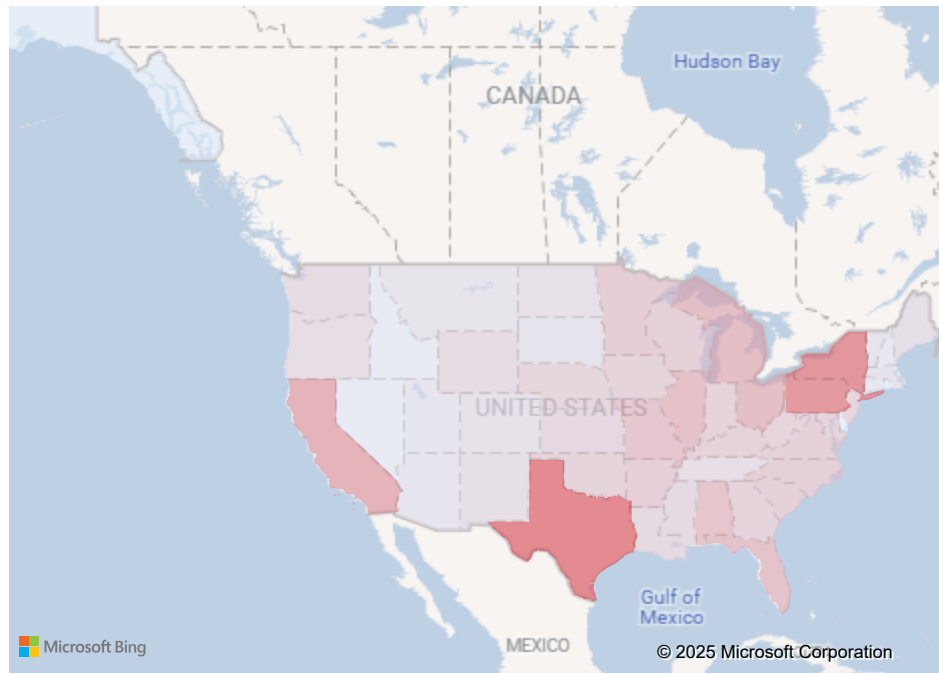 Hudson Bay
CANADA
UNITED STATES
Gulf of
Mexico
MEXICO
Microsoft Bing
© 2025 Microsoft Corporation